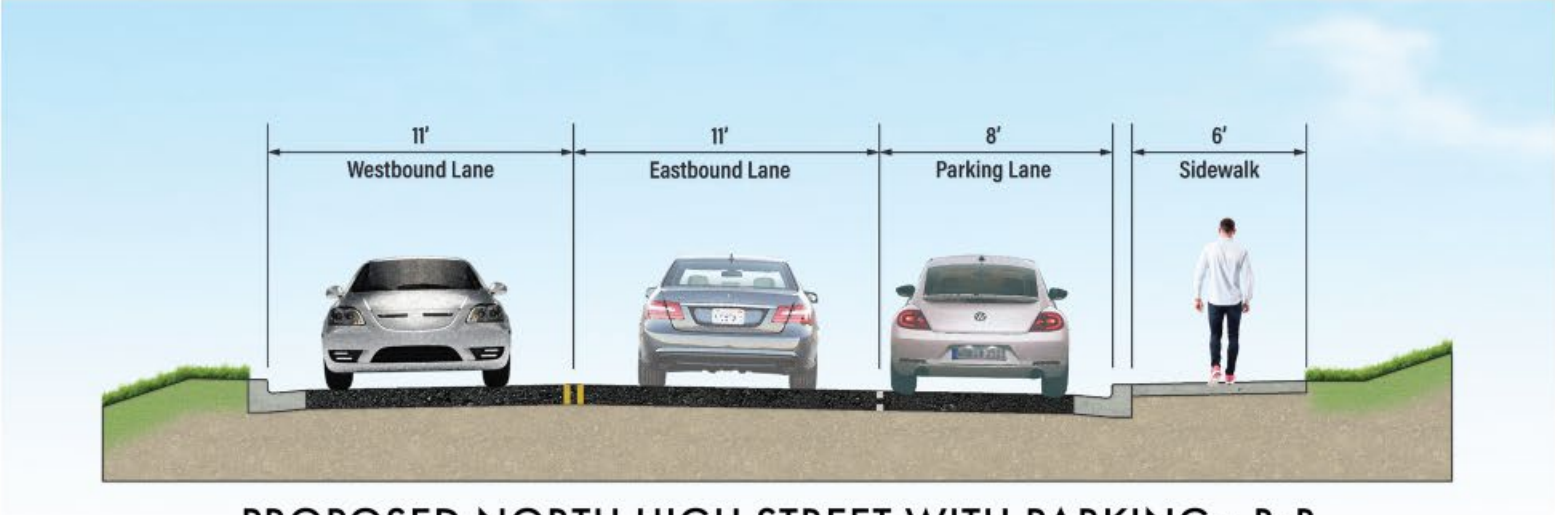 11' 11' 8' 6'
Westbound Lane Eastbound Lane Parking Lane Sidewalk
PROPOSED NORTH HIGH STREET WITH PARKING